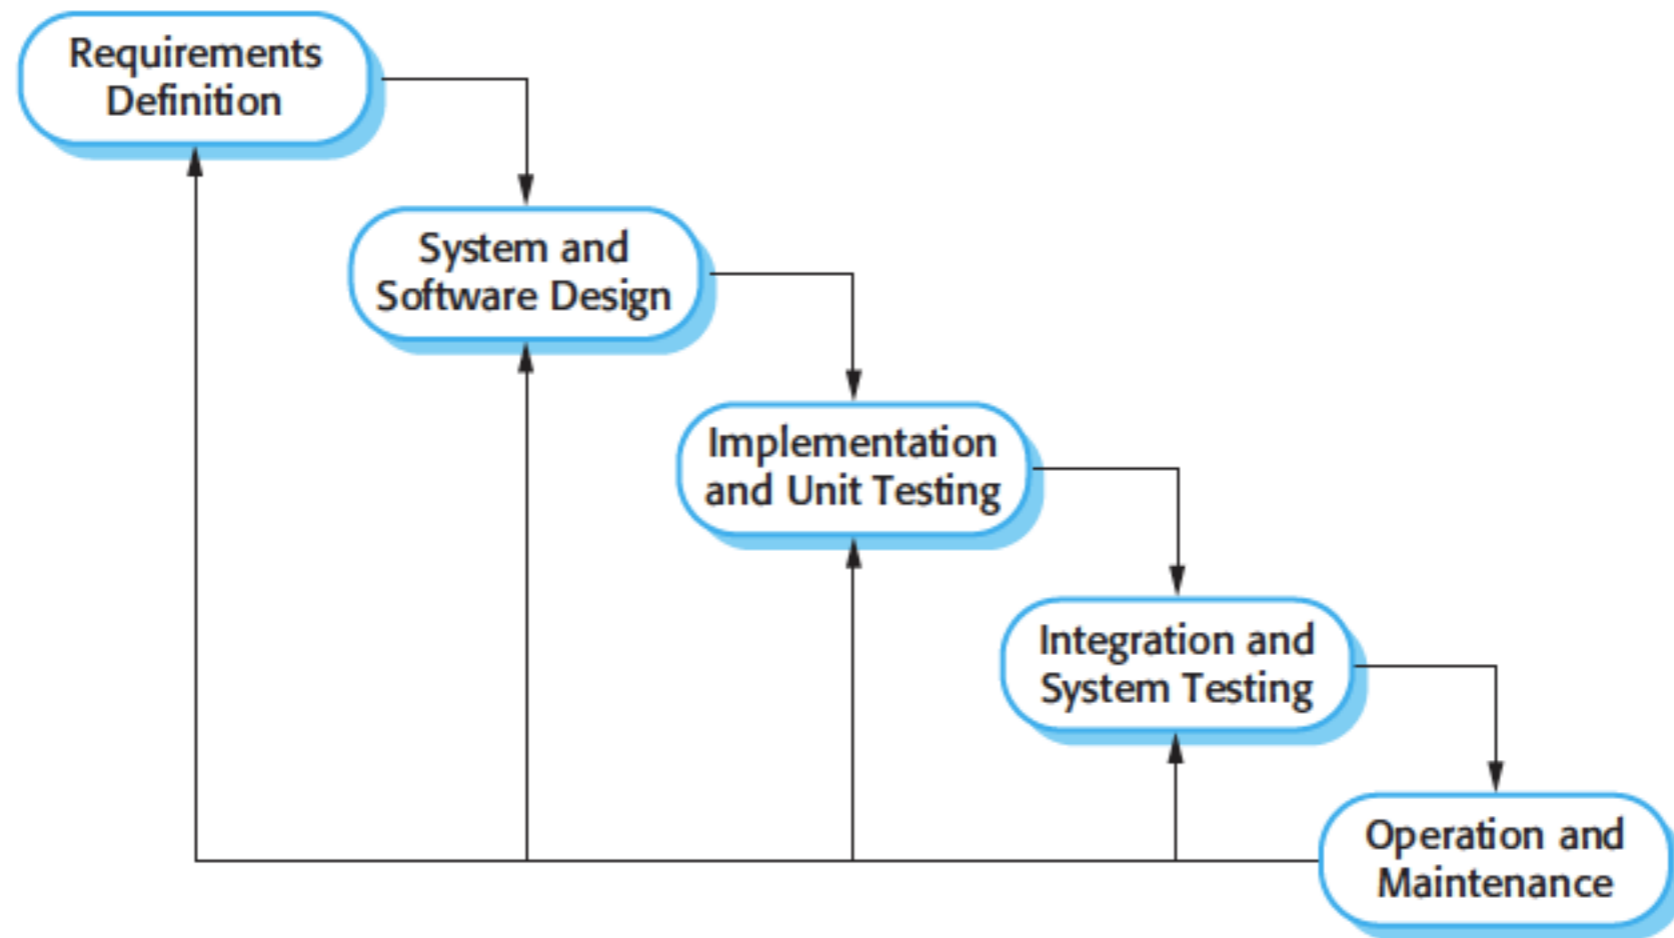 Requirements
Definition
System and
Software Design
Implementation
and Unit Testing
Integration and
System Testing
Operation and
Maintenance